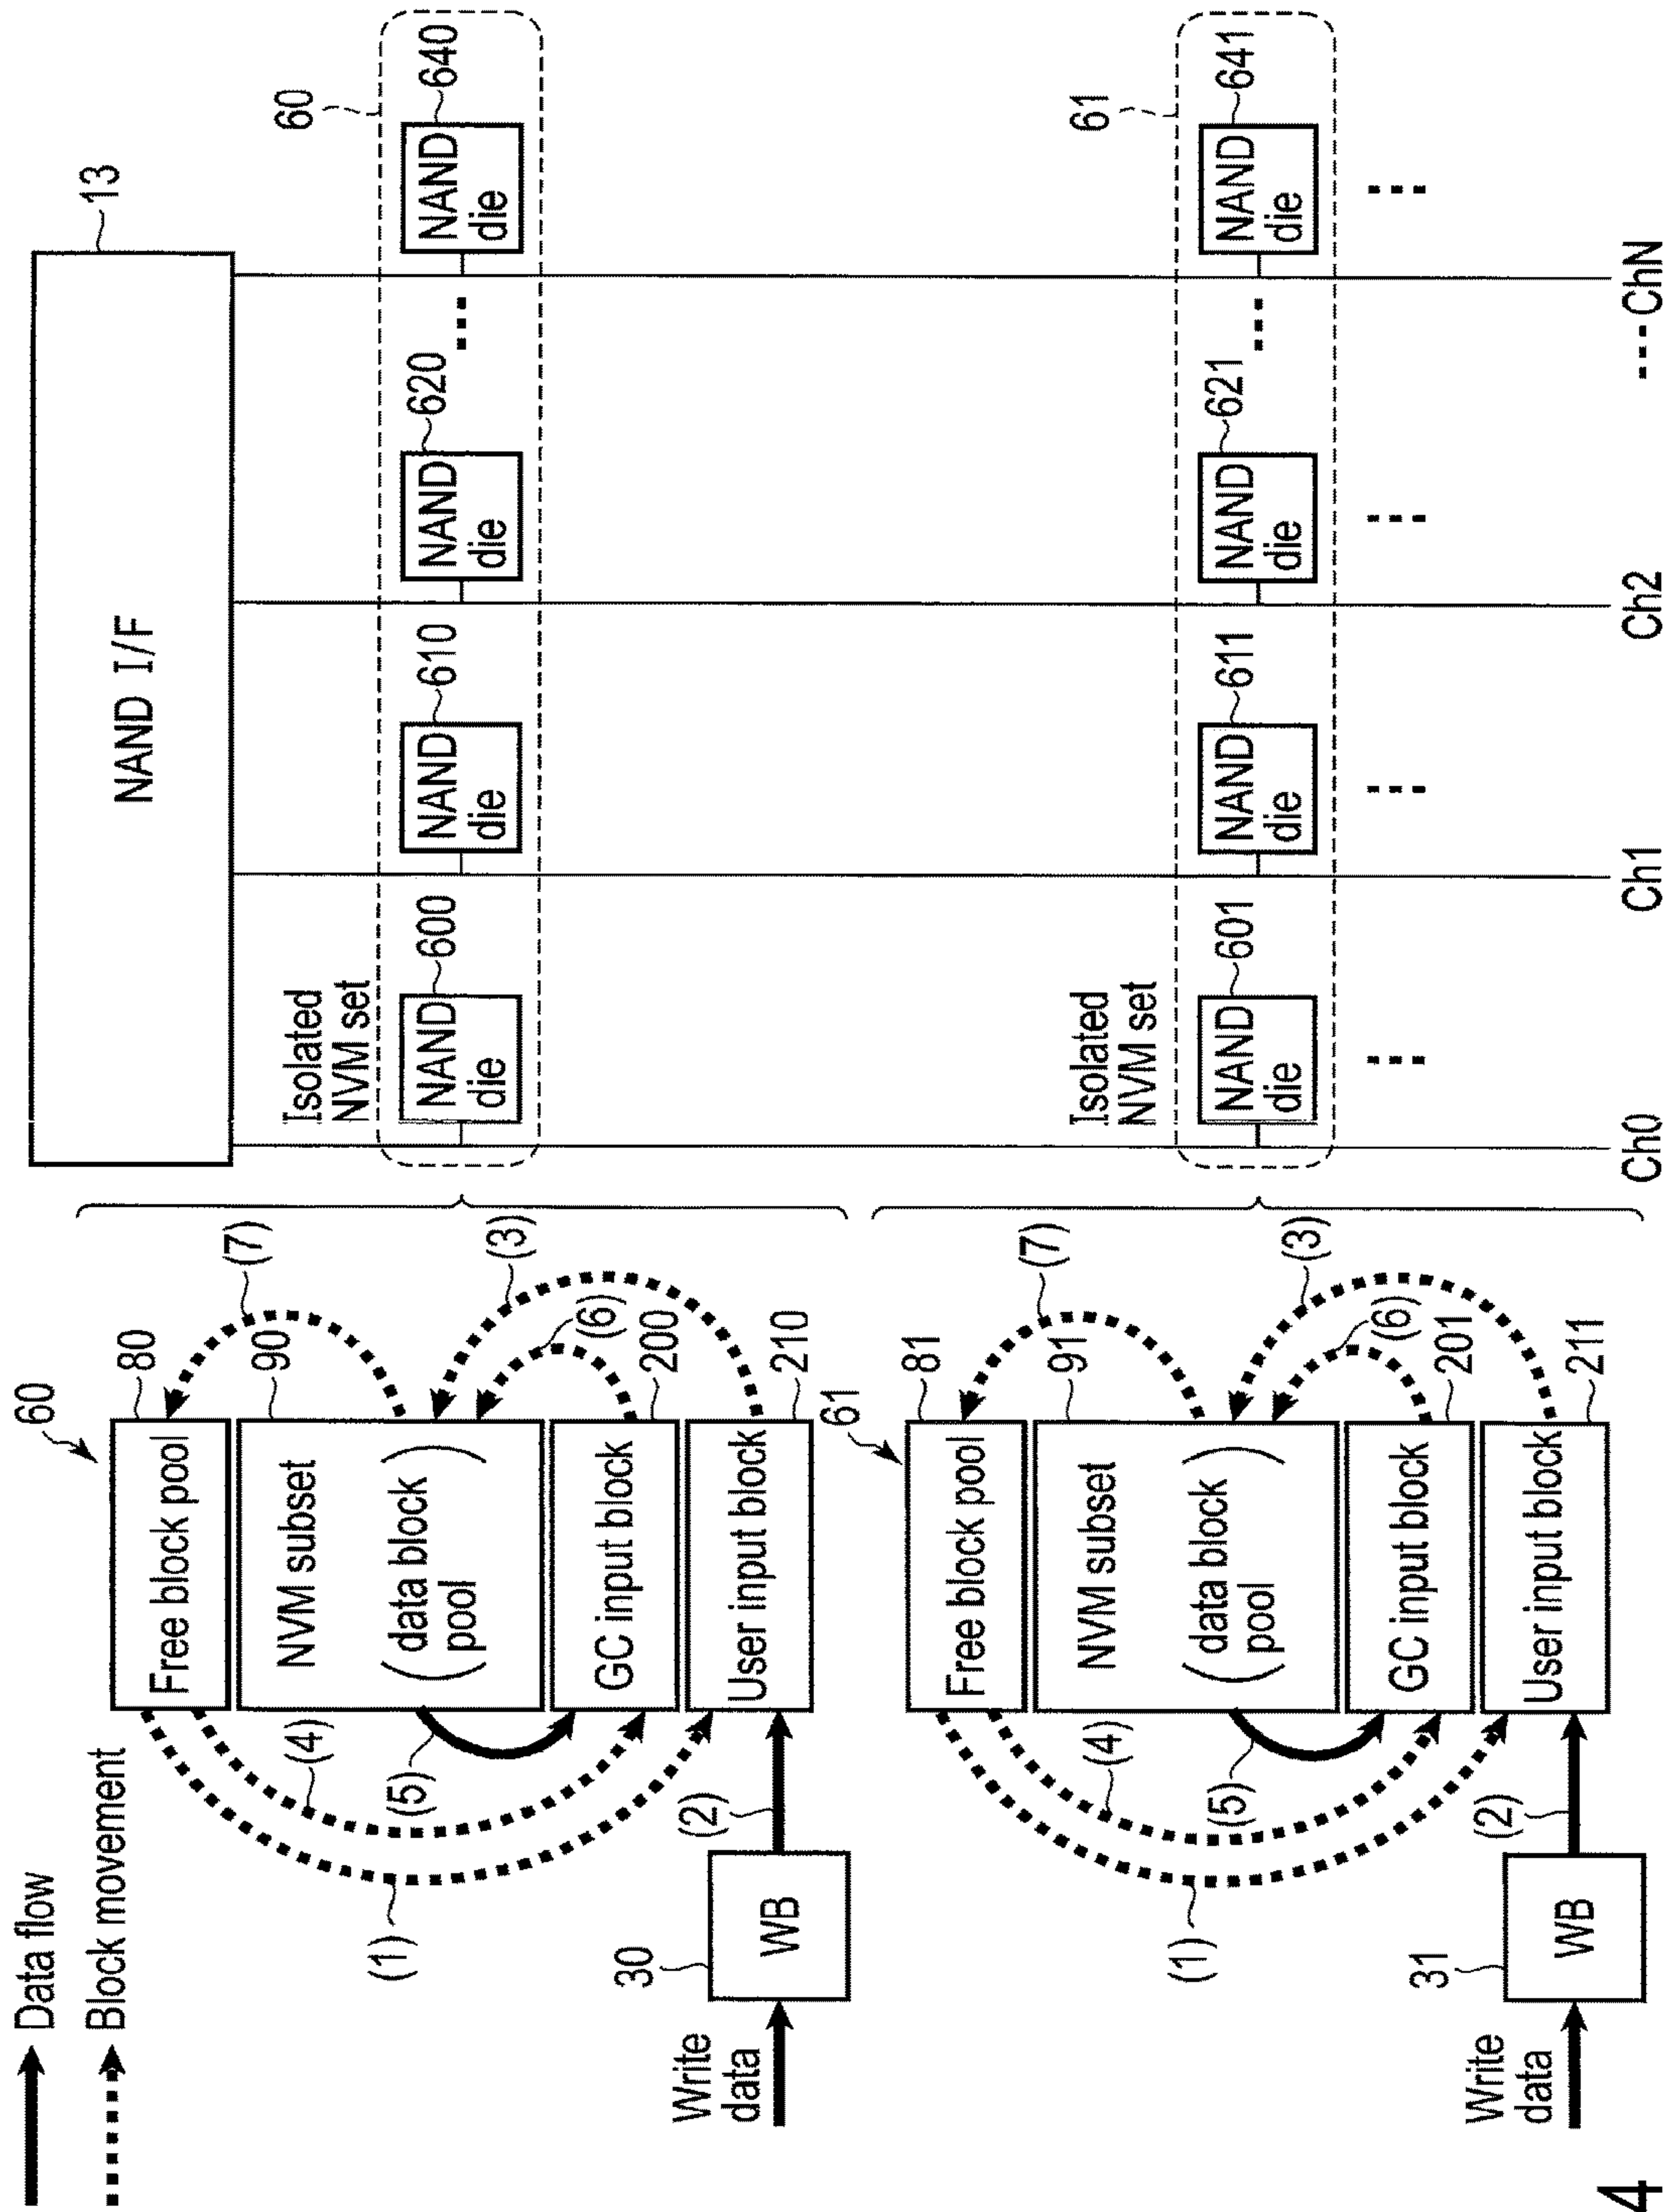 Data flow
Block movement
60
Free block pool
80
(7)
NVM subset
(data block
pool)
90
(4)
(5)
(3)
(6)
GC input block
200
(1)
User input block
210
(2)
30
WB
Write
data
61
Free block pool
81
(7)
NVM subset
(data block
pool)
91
(4)
(5)
(3)
(6)
GC input block
201
(1)
User input block
211
(2)
31
WB
Write
data
NAND I/F
13
Isolated
NVM set
60
NAND
die
600
NAND
die
610
NAND
die
620
NAND
die
640
Isolated
NVM set
61
NAND
die
601
NAND
die
611
NAND
die
621
NAND
die
641
Ch0
Ch1
Ch2
ChN
4